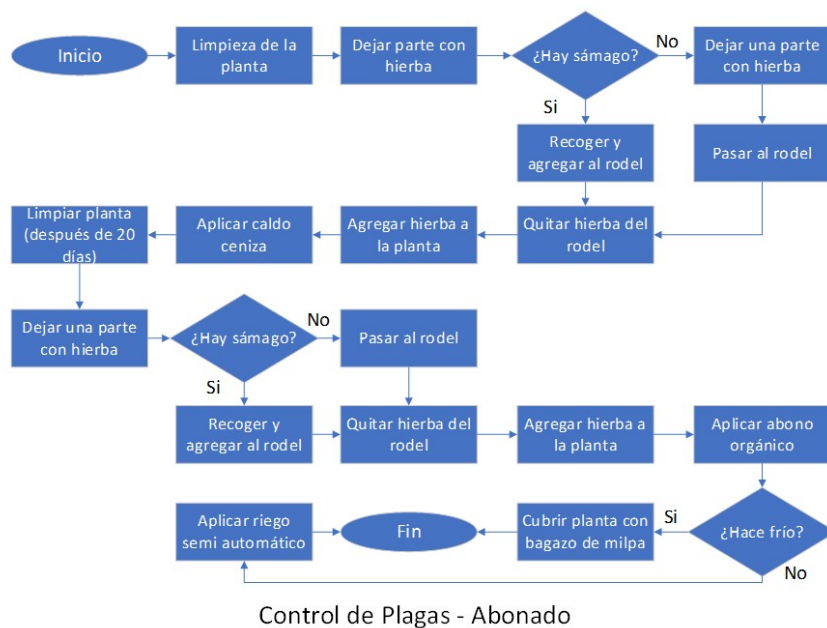 Inicio
Limpieza de la
planta
Dejar parte con
hierba
¿Hay sámago?
No
Dejar una parte
con hierba
Si
Recoger y
agregar al rodel
Pasar al rodel
Limpiar planta
(después de 20
días)
Aplicar caldo
ceniza
Agregar hierba a
la planta
Quitar hierba del
rodel
Dejar una parte
con hierba
¿Hay sámago?
No
Pasar al rodel
Si
Recoger y
agregar al rodel
Quitar hierba del
rodel
Agregar hierba a
la planta
Aplicar abono
orgánico
Aplicar riego
semi automático
Fin
Cubrir planta con
bagazo de milpa
Si
¿Hace frío?
No
Control de Plagas - Abonado